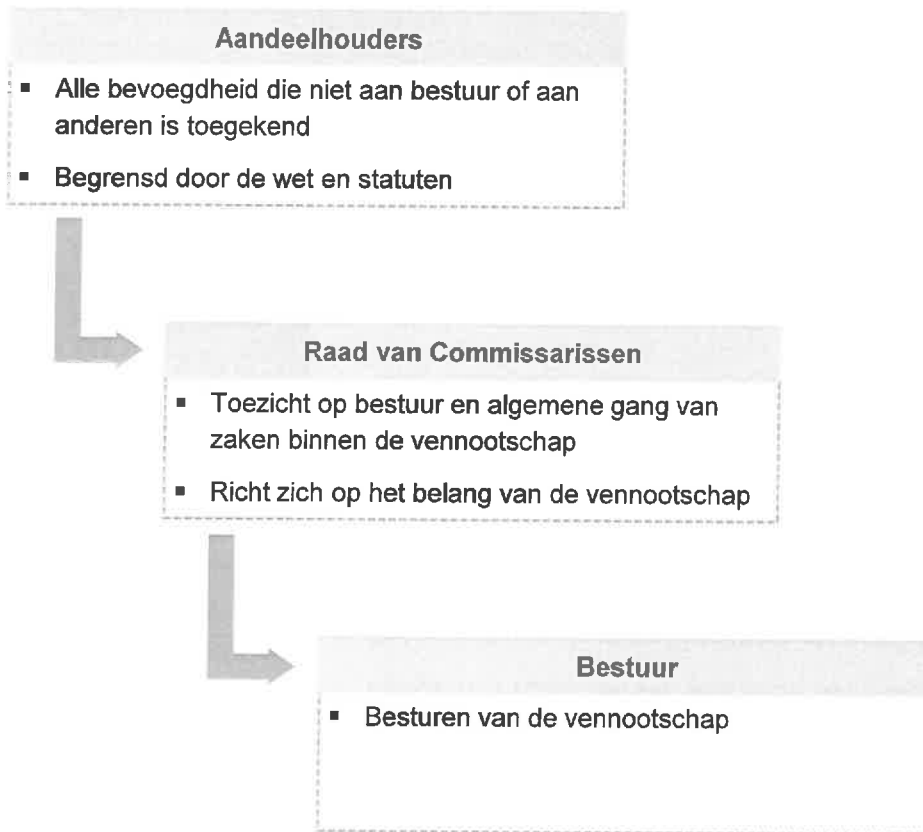 Aandeelhouders
▪ Alle bevoegdheid die niet aan bestuur of aan
anderen is toegekend
▪ Begrensd door de wet en statuten
Raad van Commissarissen
▪ Toezicht op bestuur en algemene gang van
zaken binnen de vennootschap
▪ Richt zich op het belang van de vennootschap
Bestuur
▪ Besturen van de vennootschap